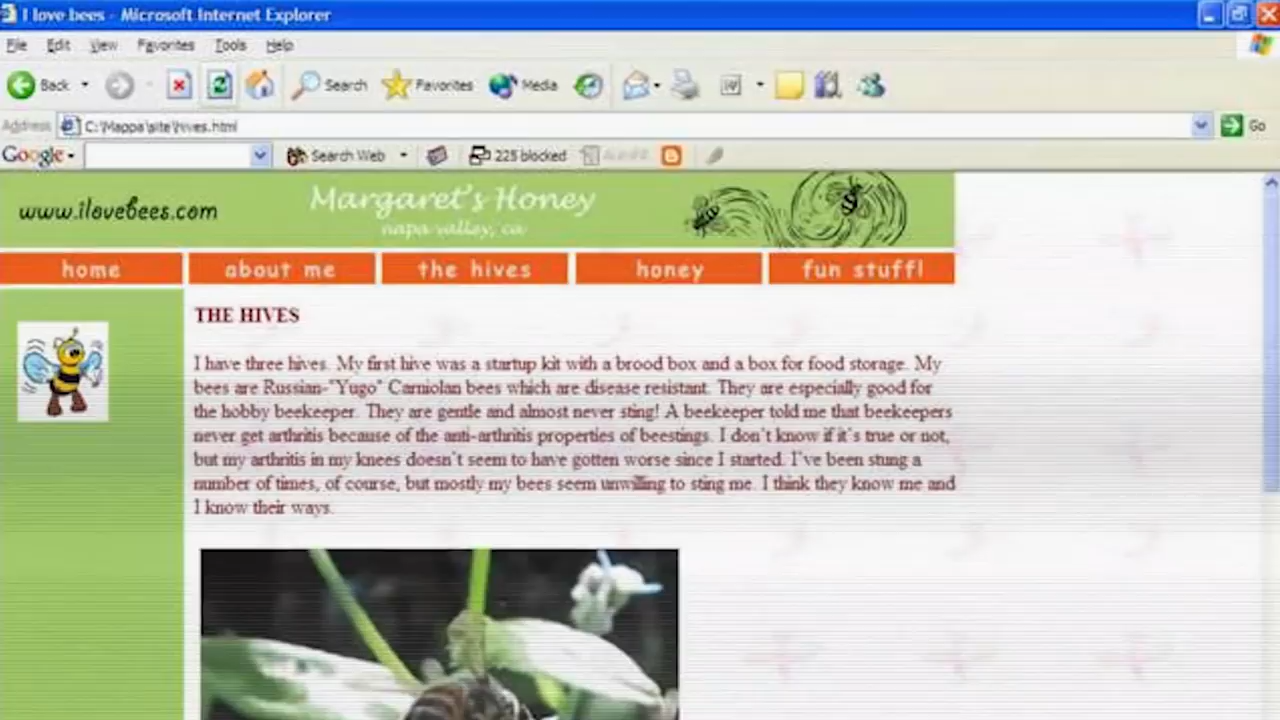 I love bees - Microsoft Internet Explorer
File Edit View Favorites Tools Help
Back Search Favorites Media
Address C:\Mappa\site\hives.html Go
Google Search Web 225 blocked
www.ilovebees.com
Margaret's Honey
napa valley, ca
home about me the hives honey fun stuff!
THE HIVES
I have three hives. My first hive was a startup kit with a brood box and a box for food storage. My
bees are Russian-"Yugo" Carniolan bees which are disease resistant. They are especially good for
the hobby beekeeper. They are gentle and almost never sting! A beekeeper told me that beekeepers
never get arthritis because of the anti-arthritis properties of beestings. I don't know if it's true or not,
but my arthritis in my knees doesn't seem to have gotten worse since I started. I've been stung a
number of times, of course, but mostly my bees seem unwilling to sting me. I think they know me and
I know their ways.